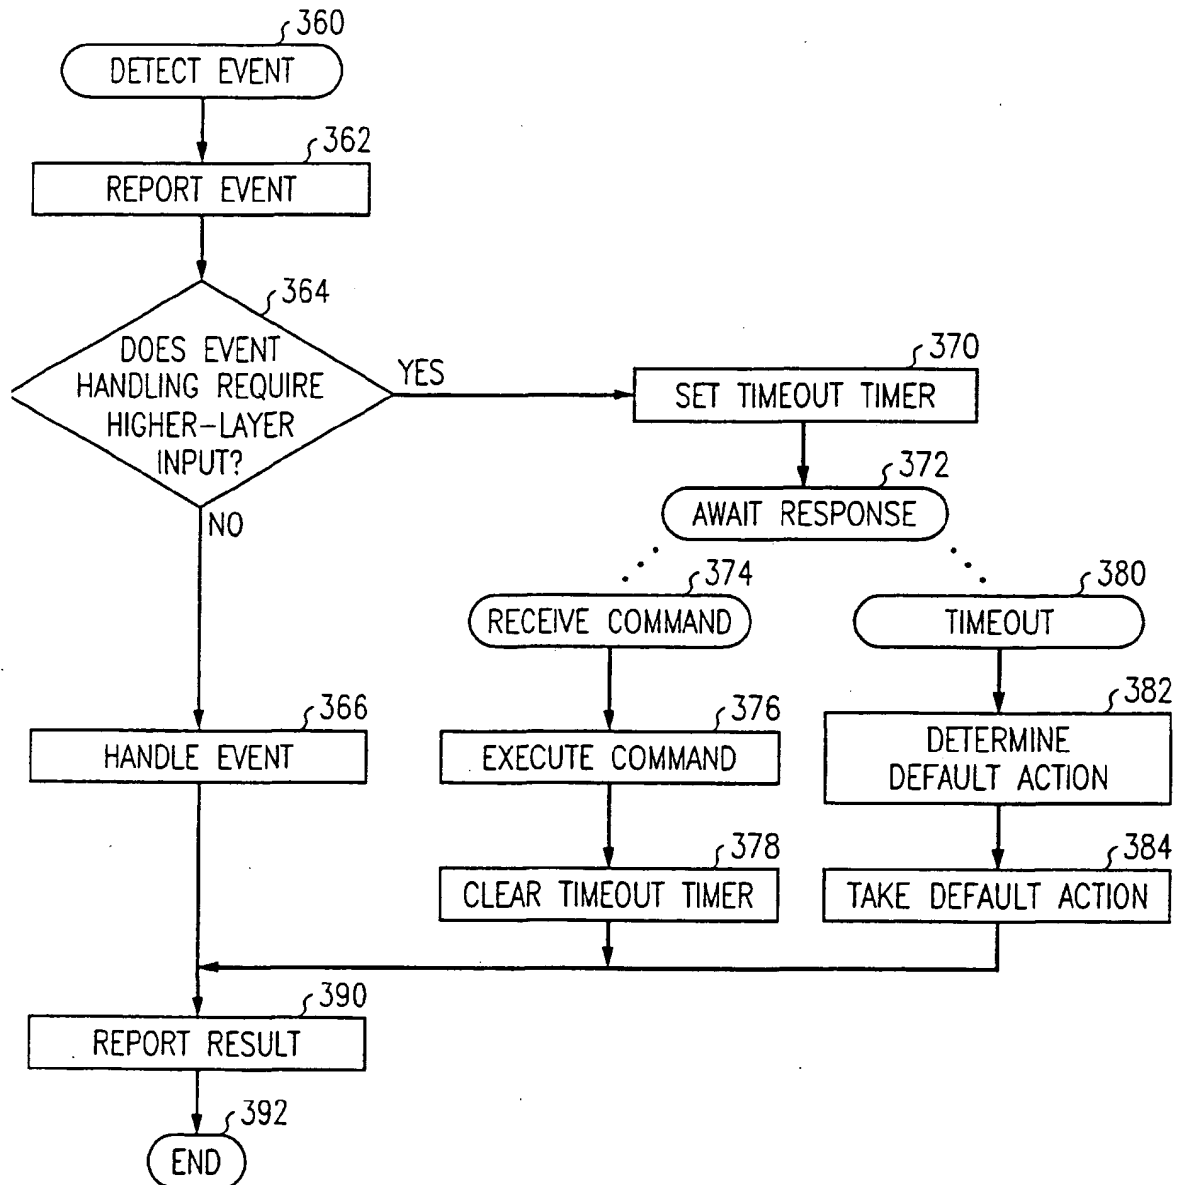 360
DETECT EVENT
362
REPORT EVENT
364
DOES EVENT
HANDLING REQUIRE
HIGHER-LAYER
INPUT?
YES
NO
370
SET TIMEOUT TIMER
372
AWAIT RESPONSE
374
RECEIVE COMMAND
380
TIMEOUT
366
HANDLE EVENT
376
EXECUTE COMMAND
382
DETERMINE
DEFAULT ACTION
378
CLEAR TIMEOUT TIMER
384
TAKE DEFAULT ACTION
390
REPORT RESULT
392
END